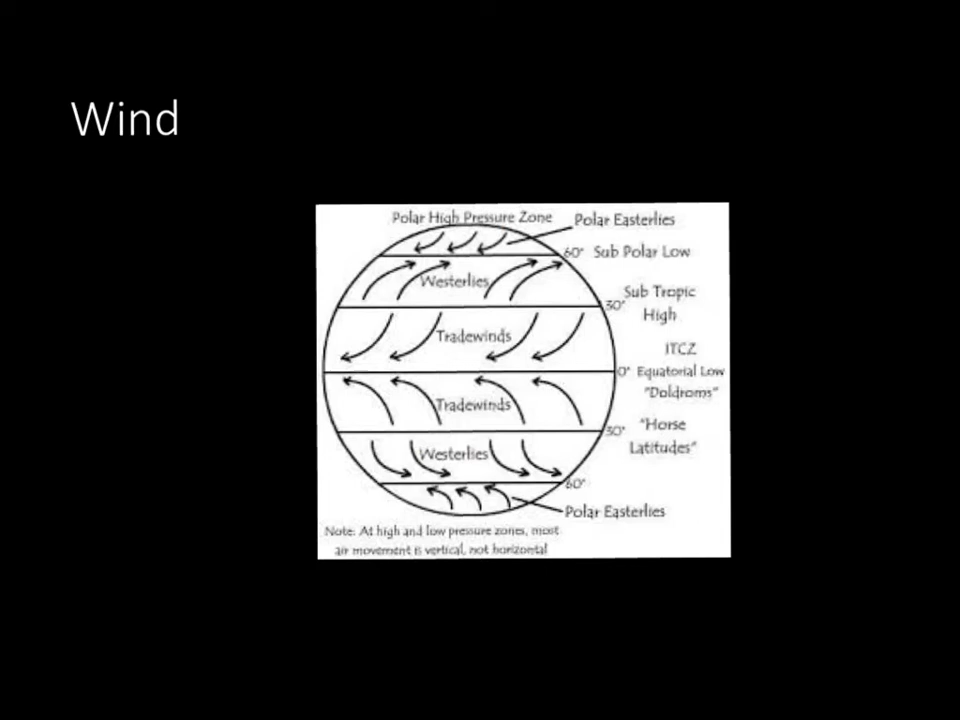 Wind
Polar High Pressure Zone
Polar Easterlies
60° Sub Polar Low
Westerlies
Sub Tropic
30°
High
Tradewinds
ITCZ
0° Equatorial Low
"Doldroms"
Tradewinds
30°
"Horse
Latitudes"
Westerlies
60°
Polar Easterlies
Note: At high and low pressure zones, most
air movement is vertical, not horizontal